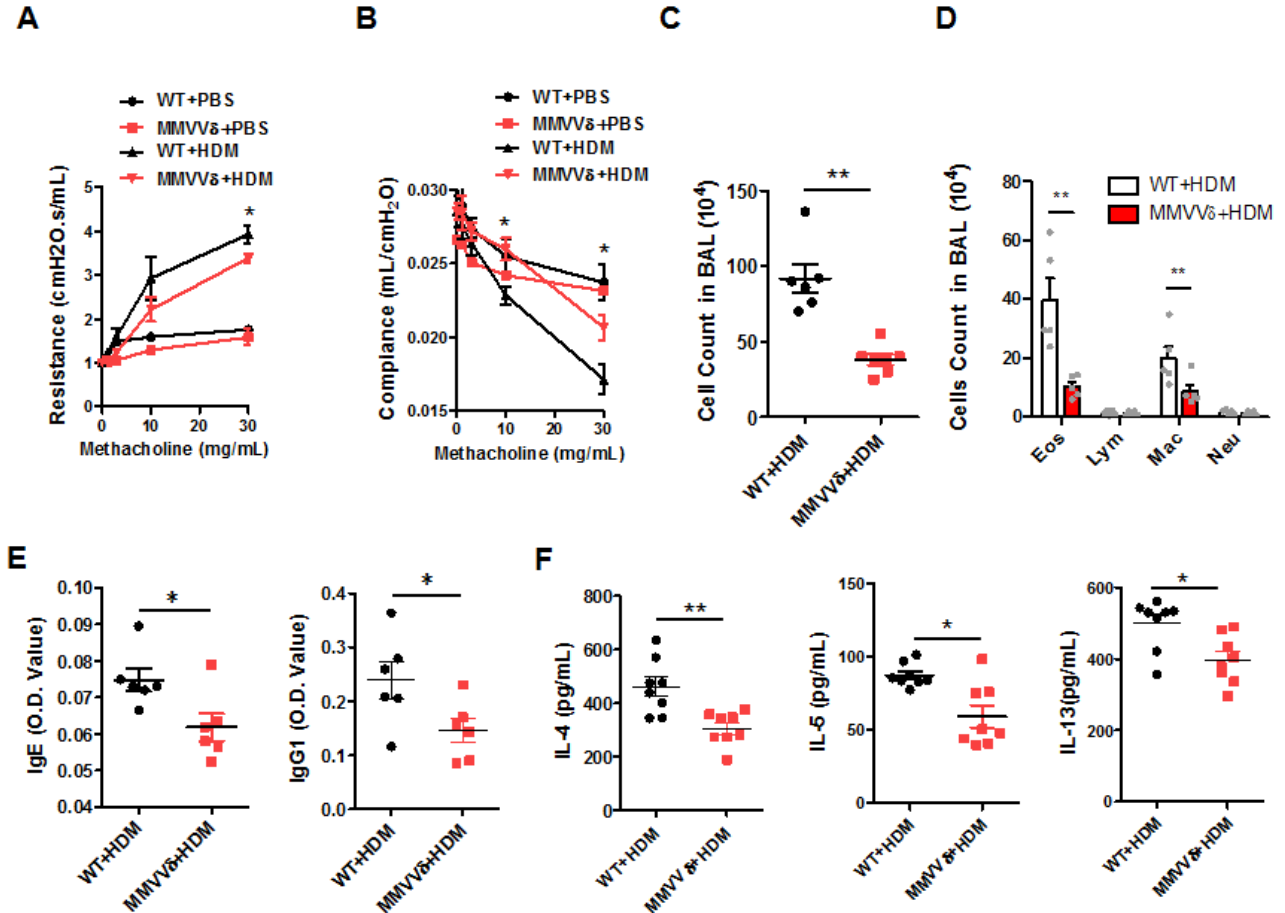 A
B
C
D
WT+PBS
MMVVδ+PBS
WT+HDM
MMVVδ+HDM
Resistance (cmH2O.s/mL)
5
4
3
2
1
0
0
10
20
30
Methacholine (mg/mL)
*
WT+PBS
MMVVδ+PBS
WT+HDM
MMVVδ+HDM
Complance (mL/cmH₂O)
0.030
0.025
0.020
0.015
0
10
20
30
Methacholine (mg/mL)
*
*
Cell Count in BAL (10⁴)
150
100
50
0
**
WT+HDM
MMVVδ+HDM
Cells Count in BAL (10⁴)
80
60
40
20
0
WT+HDM
MMVVδ+HDM
**
**
Eos
Lym
Mac
Neu
E
F
IgE (O.D. Value)
0.10
0.09
0.08
0.07
0.06
0.05
0.04
*
WT+HDM
MMVVδ+HDM
IgG1 (O.D. Value)
0.4
0.3
0.2
0.1
0.0
*
WT+HDM
MMVVδ+HDM
IL-4 (pg/mL)
800
600
400
200
0
**
WT+HDM
MMVVδ+HDM
IL-5 (pg/mL)
150
100
50
0
*
WT+HDM
MMVVδ+HDM
IL-13(pg/mL)
600
400
200
0
*
WT+HDM
MMVVδ+HDM